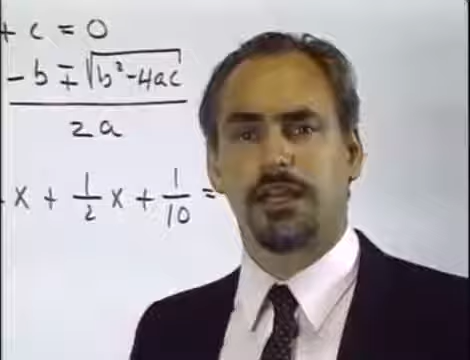 + c = 0
-b ∓ √(b² - 4ac)
2a
x + 1/2 x + 1/10 =